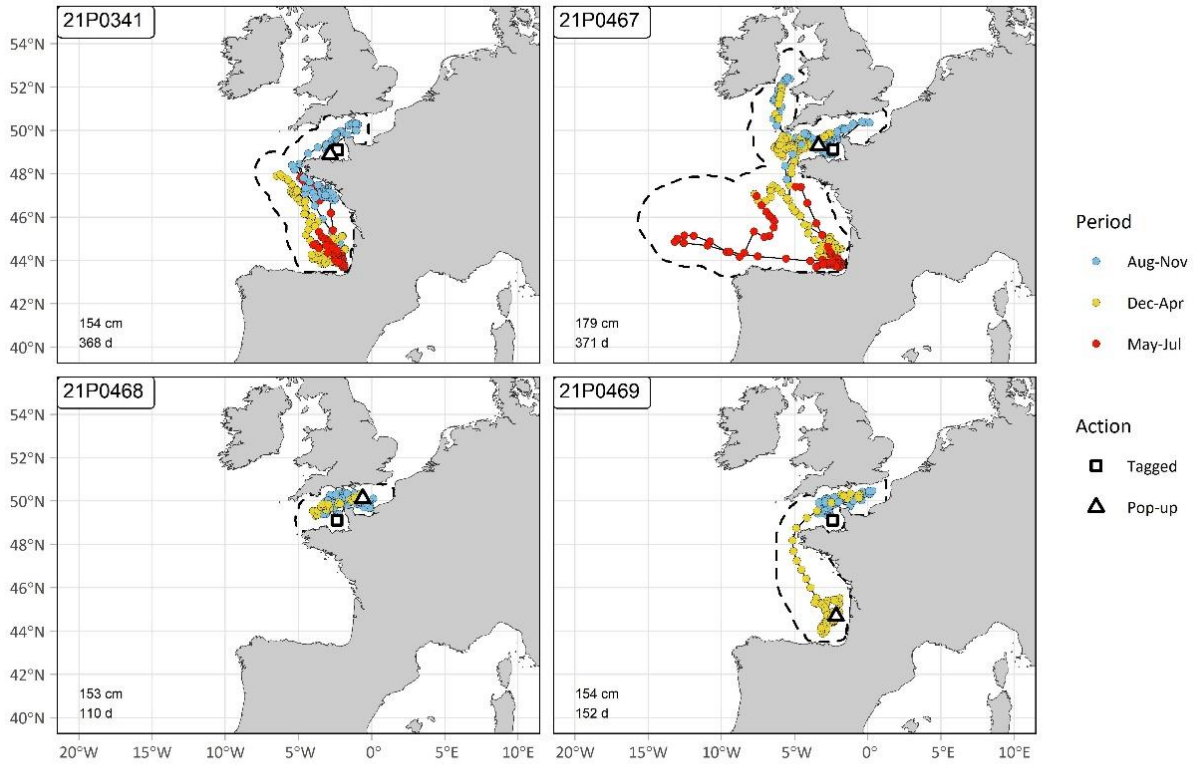 21P0341
21P0467
54°N
52°N
50°N
48°N
46°N
44°N
42°N
40°N
154 cm
368 d
179 cm
371 d
Period
Aug-Nov
Dec-Apr
May-Jul
21P0468
21P0469
54°N
52°N
50°N
48°N
46°N
44°N
42°N
40°N
153 cm
110 d
154 cm
152 d
Action
Tagged
Pop-up
20°W 15°W 10°W 5°W 0° 5°E 10°E
20°W 15°W 10°W 5°W 0° 5°E 10°E